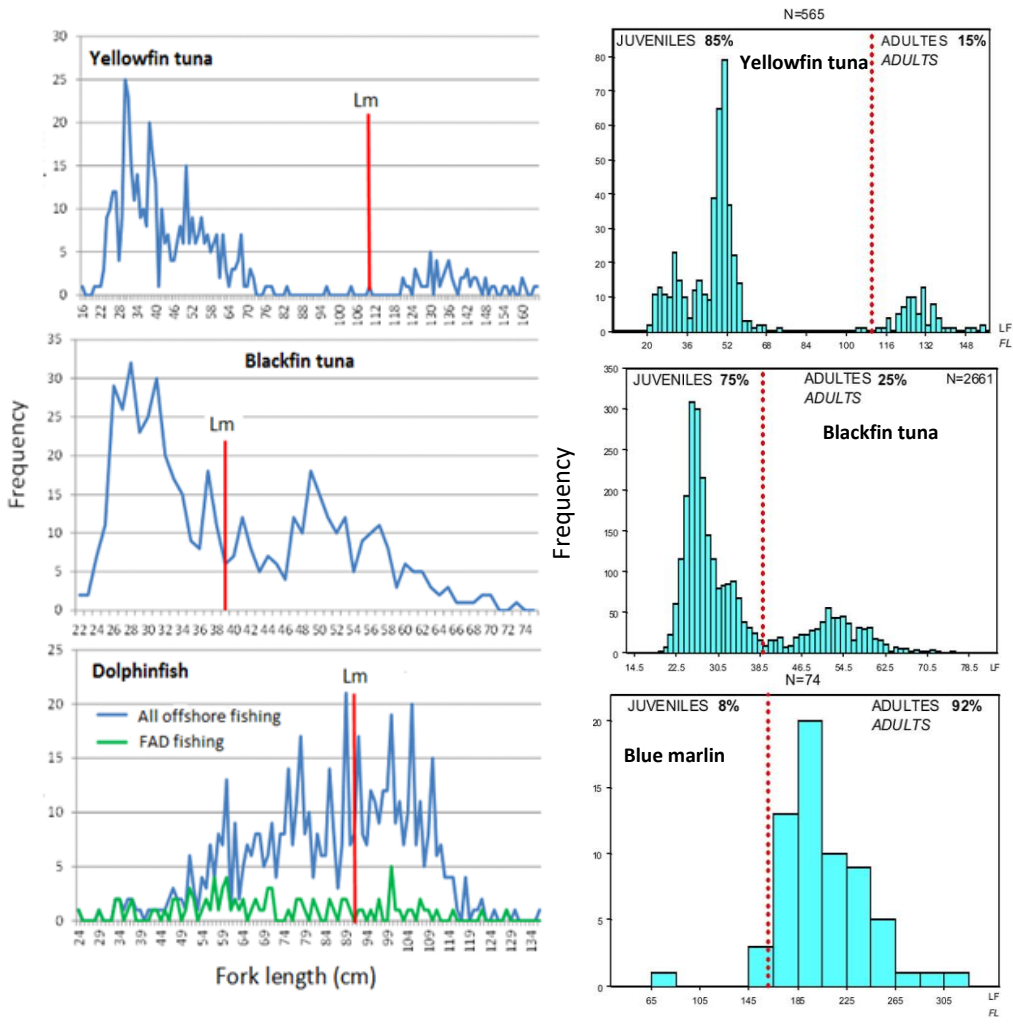 Yellowfin tuna
Lm
30
25
20
15
10
5
0
16 22 28 34 40 46 52 58 64 70 76 82 88 94 100 106 112 118 124 130 136 142 148 154 160
Blackfin tuna
Lm
Frequency
35
30
25
20
15
10
5
0
22 24 26 28 30 32 34 36 38 40 42 44 46 48 50 52 54 56 58 60 62 64 66 68 70 72 74
Dolphinfish
Lm
All offshore fishing
FAD fishing
25
20
15
10
5
0
24 29 34 39 44 49 54 59 64 69 74 79 84 89 94 99 104 109 114 119 124 129 134
Fork length (cm)
N=565
JUVENILES 85%
ADULTES 15%
ADULTS
Yellowfin tuna
80
70
60
50
40
30
20
10
0
20 36 52 68 84 100 116 132 148
LF
FL
JUVENILES 75%
ADULTES 25%
ADULTS
N=2661
Blackfin tuna
Frequency
350
300
250
200
150
100
50
0
14.5 22.5 30.5 38.5 46.5 54.5 62.5 70.5 78.5
LF
N=74
JUVENILES 8%
ADULTES 92%
ADULTS
Blue marlin
20
15
10
5
0
65 105 145 185 225 265 305
LF
FL